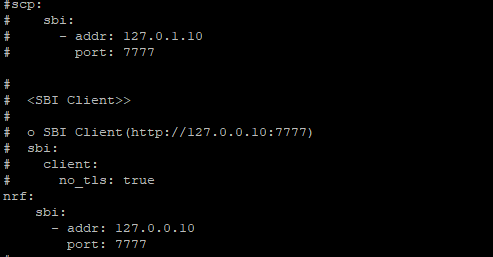 #scp:
#    sbi:
#      - addr: 127.0.1.10
#        port: 7777

#
#  <SBI Client>>
#
#  o SBI Client(http://127.0.0.10:7777)
#  sbi:
#    client:
#      no_tls: true
nrf:
    sbi:
      - addr: 127.0.0.10
        port: 7777
#